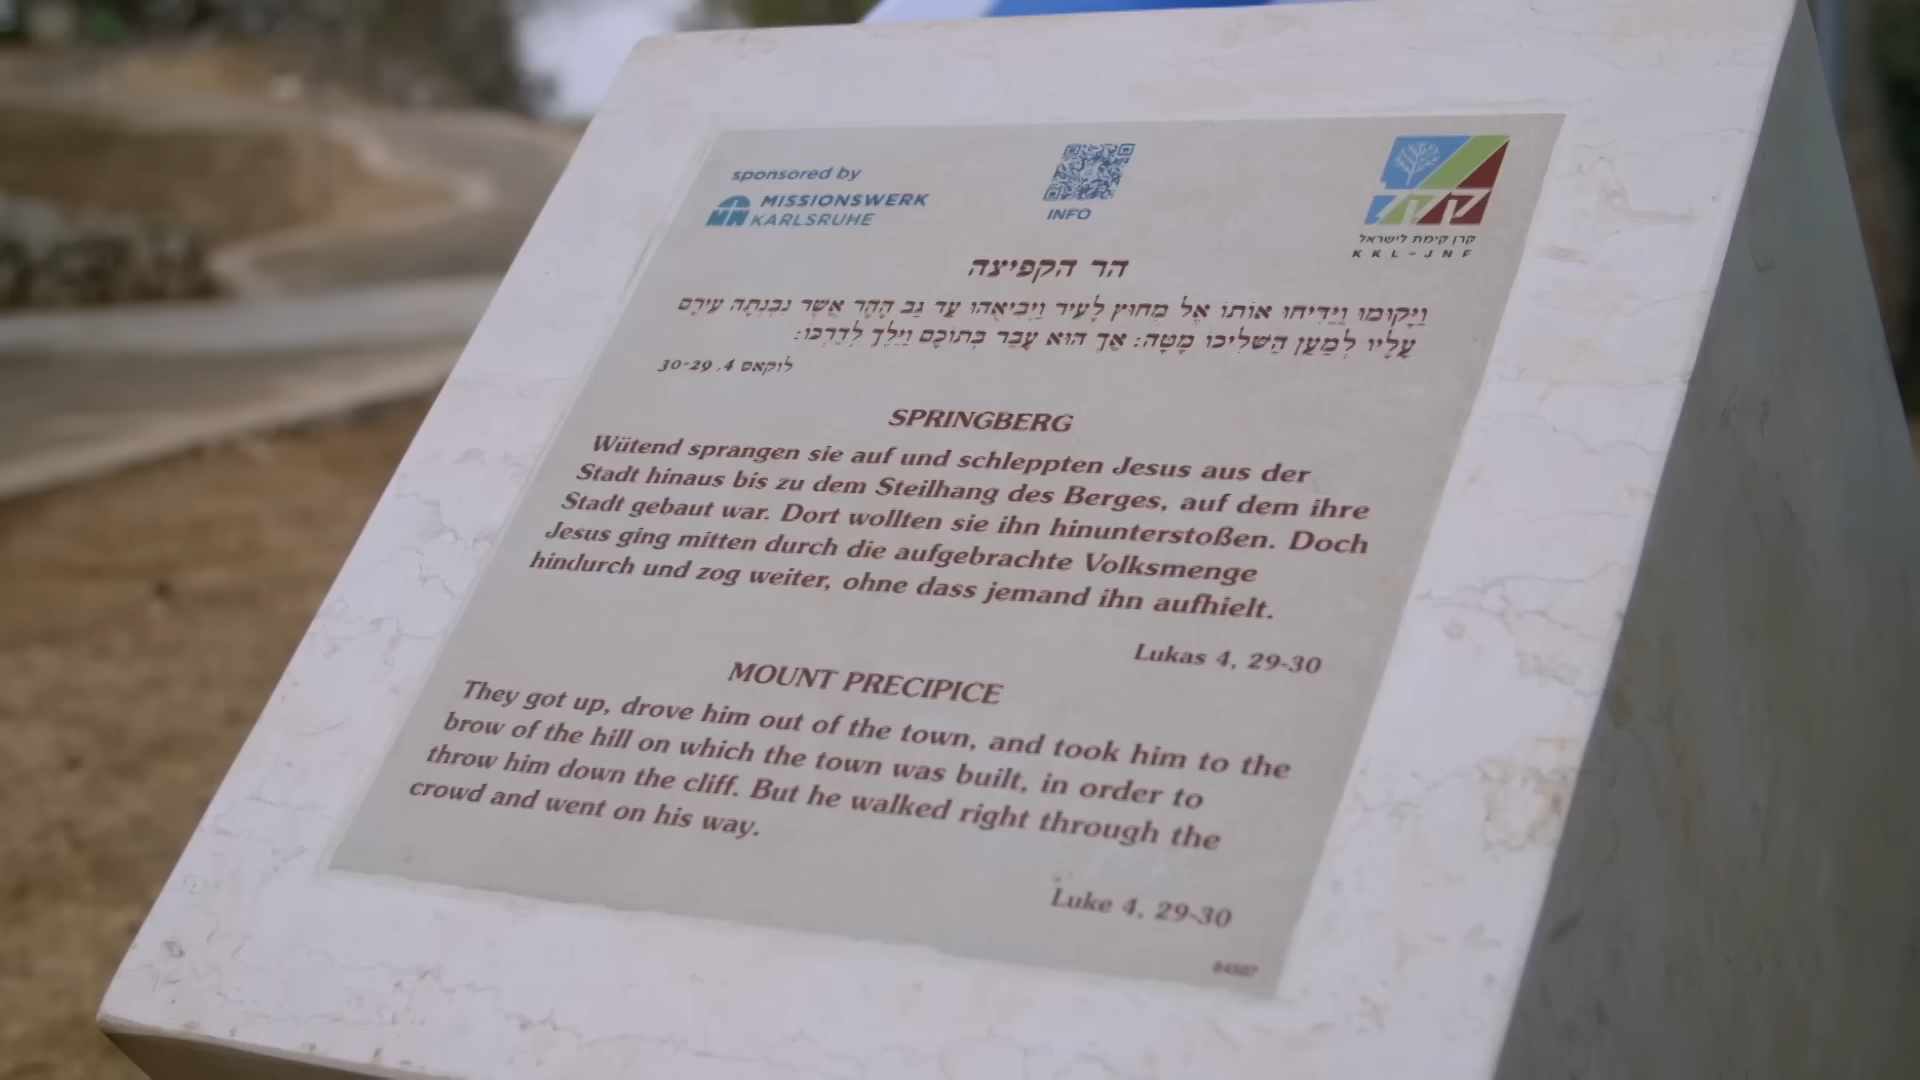 sponsored by
MISSIONSWERK
KARLSRUHE
INFO
קרן קימת לישראל
KKL-JNF
הר הקפיצה
וַיָּקוּמוּ וַיַּדִּיחוּ אוֹתוֹ אֶל מִחוּץ לָעִיר וַיְבִיאֻהוּ עַד גַּב הָהָר אֲשֶׁר נִבְנְתָה עִירָם
עָלָיו לְמַעַן הַשְׁלִיכוֹ מָטָּה: אַךְ הוּא עָבַר בְּתוֹכָם וַיֵּלֶךְ לְדַרְכּוֹ:
לוקאס 4, 30-29
SPRINGBERG
Wütend sprangen sie auf und schleppten Jesus aus der
Stadt hinaus bis zu dem Steilhang des Berges, auf dem ihre
Stadt gebaut war. Dort wollten sie ihn hinunterstoßen. Doch
Jesus ging mitten durch die aufgebrachte Volksmenge
hindurch und zog weiter, ohne dass jemand ihn aufhielt.
Lukas 4, 29-30
MOUNT PRECIPICE
They got up, drove him out of the town, and took him to the
brow of the hill on which the town was built, in order to
throw him down the cliff. But he walked right through the
crowd and went on his way.
Luke 4, 29-30